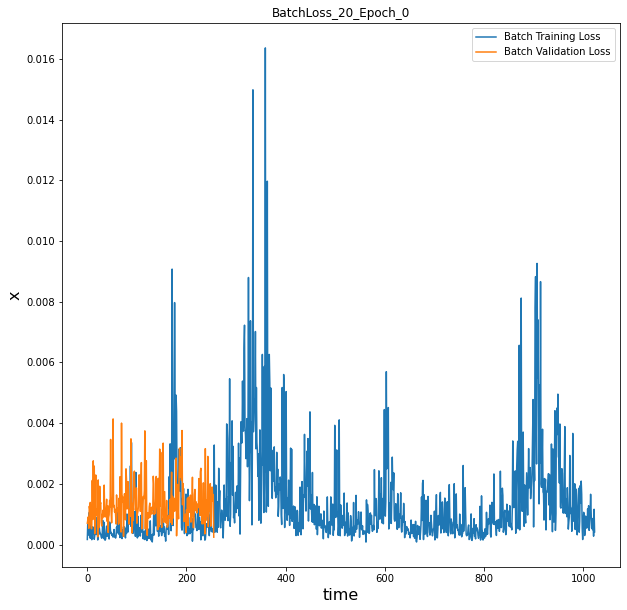 BatchLoss_20_Epoch_0
Batch Training Loss
Batch Validation Loss
0.016
0.014
0.012
0.010
0.008
0.006
0.004
0.002
0.000
x
0 200 400 600 800 1000
time